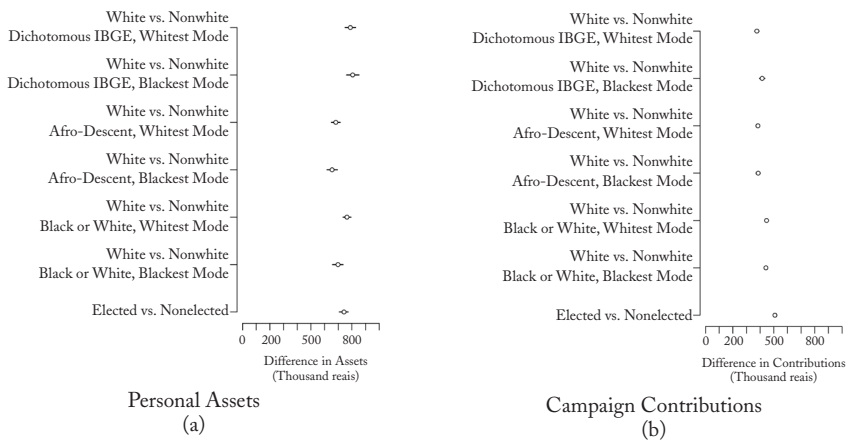 White vs. Nonwhite
Dichotomous IBGE, Whitest Mode
White vs. Nonwhite
Dichotomous IBGE, Blackest Mode
White vs. Nonwhite
Afro-Descent, Whitest Mode
White vs. Nonwhite
Afro-Descent, Blackest Mode
White vs. Nonwhite
Black or White, Whitest Mode
White vs. Nonwhite
Black or White, Blackest Mode
Elected vs. Nonelected
0 200 500 800
Difference in Assets
(Thousand reais)
Personal Assets
(a)
White vs. Nonwhite
Dichotomous IBGE, Whitest Mode
White vs. Nonwhite
Dichotomous IBGE, Blackest Mode
White vs. Nonwhite
Afro-Descent, Whitest Mode
White vs. Nonwhite
Afro-Descent, Blackest Mode
White vs. Nonwhite
Black or White, Whitest Mode
White vs. Nonwhite
Black or White, Blackest Mode
Elected vs. Nonelected
0 200 500 800
Difference in Contributions
(Thousand reais)
Campaign Contributions
(b)